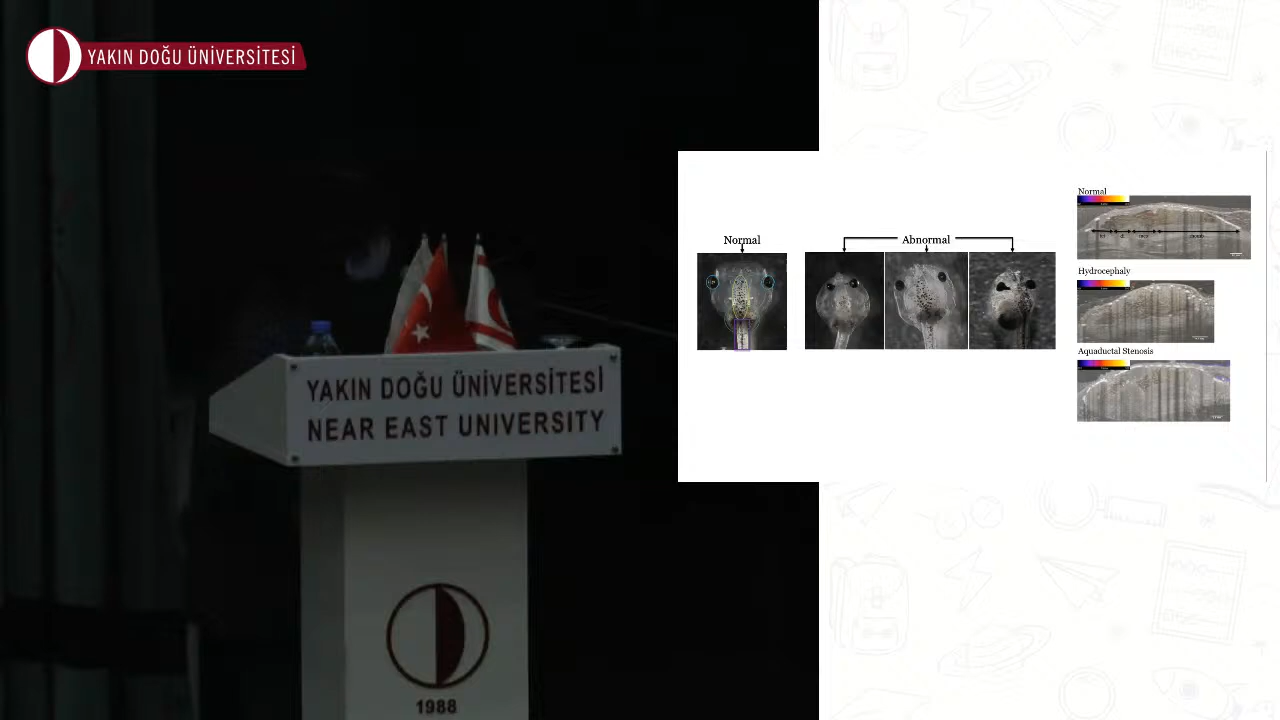 YAKIN DOĞU ÜNİVERSİTESİ
YAKIN DOĞU ÜNİVERSİTESİ
NEAR EAST UNIVERSITY
1988
Normal
Abnormal
Normal
Hydrocephaly
Aquaductal Stenosis